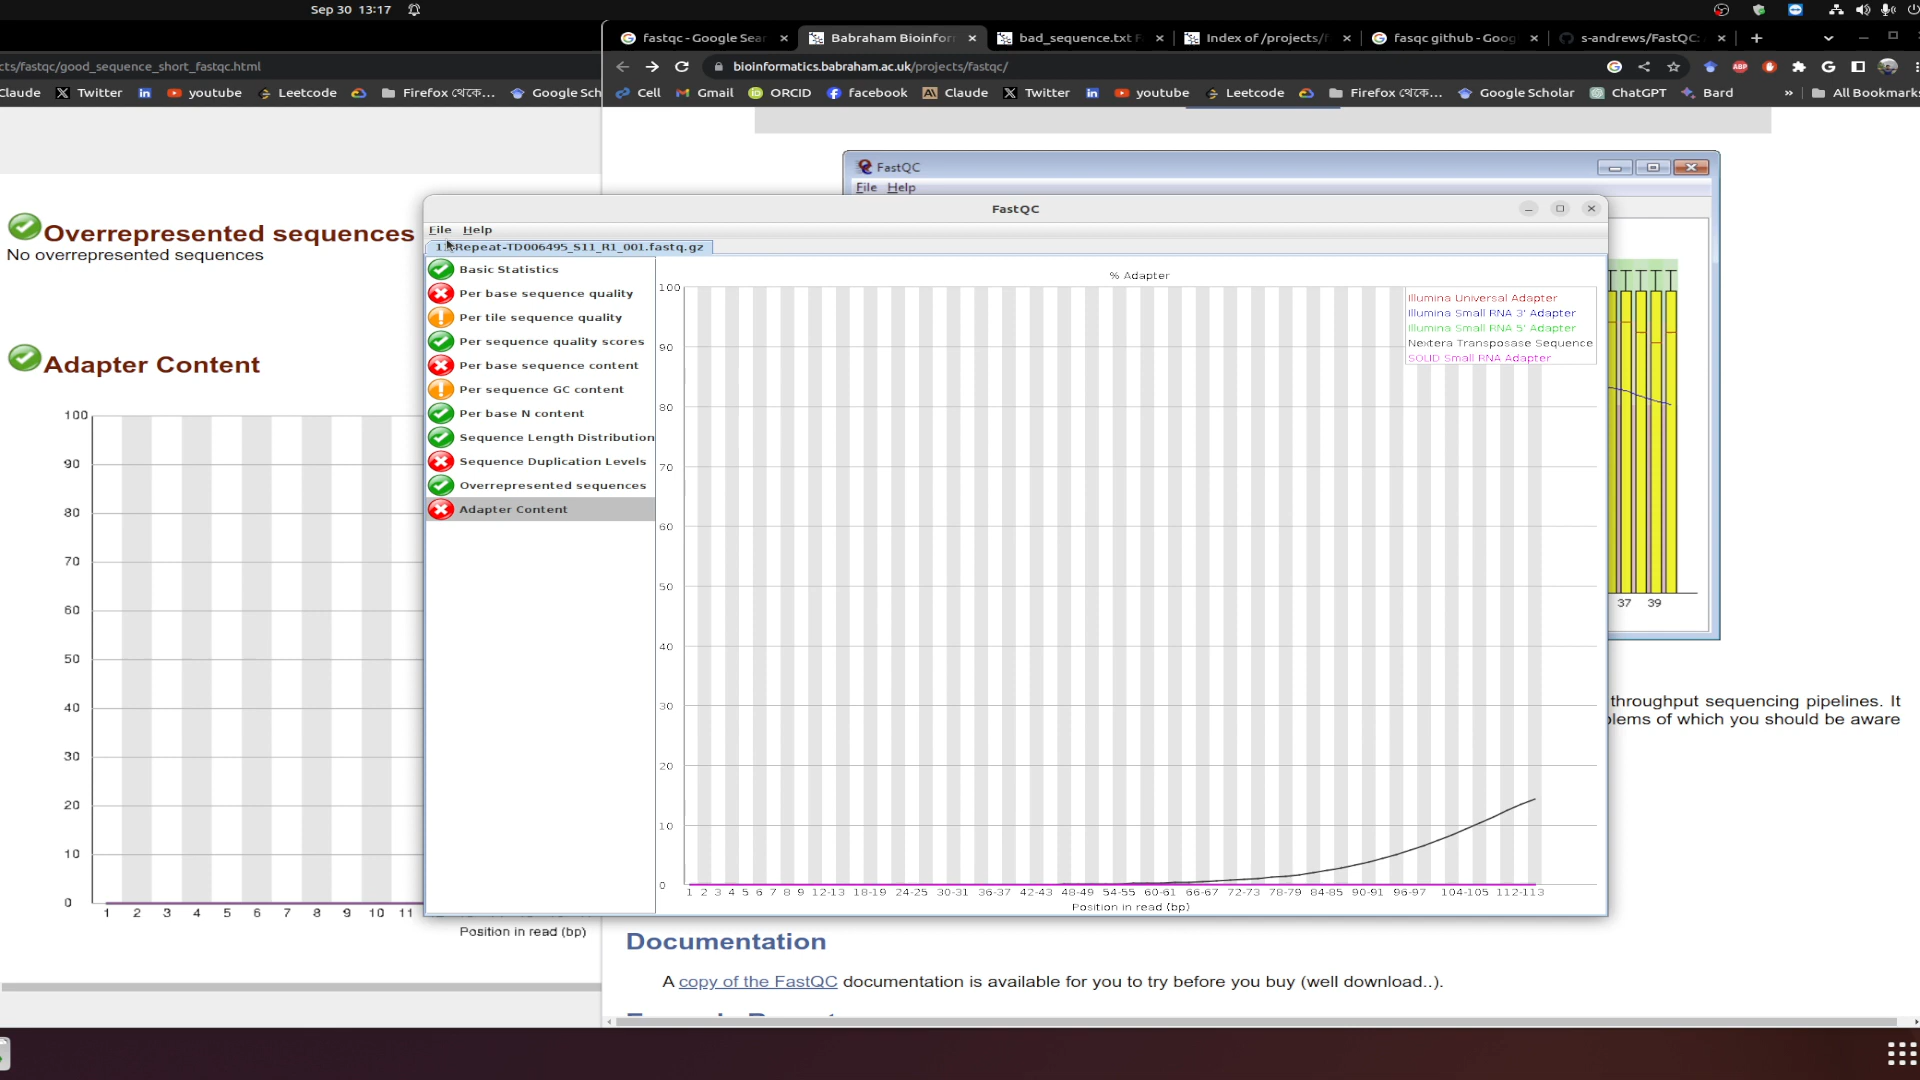 Sep 30 13:17
fastqc - Google Sea
Babraham Bioinfor
bad_sequence.txt F
Index of /projects/f
fasqc github - Goog
s-andrews/FastQC:
cts/fastqc/good_sequence_short_fastqc.html
bioinformatics.babraham.ac.uk/projects/fastqc/
Claude Twitter youtube Leetcode Firefox থেকে... Google Sch
Cell Gmail ORCID facebook Claude Twitter youtube Leetcode Firefox থেকে... Google Scholar ChatGPT Bard » All Bookmarks
FastQC
File Help
FastQC
File Help
Repeat-TD006495_S11_R1_001.fastq.gz
Basic Statistics
Per base sequence quality
Per tile sequence quality
Per sequence quality scores
Per base sequence content
Per sequence GC content
Per base N content
Sequence Length Distribution
Sequence Duplication Levels
Overrepresented sequences
Adapter Content
% Adapter
Illumina Universal Adapter
Illumina Small RNA 3' Adapter
Illumina Small RNA 5' Adapter
Nextera Transposase Sequence
SOLID Small RNA Adapter
100
90
80
70
60
50
40
30
20
10
0
1 2 3 4 5 6 7 8 9 12-13 18-19 24-25 30-31 36-37 42-43 48-49 54-55 60-61 66-67 72-73 78-79 84-85 90-91 96-97 104-105 112-113
Position in read (bp)
Overrepresented sequences
No overrepresented sequences
Adapter Content
100
90
80
70
60
50
40
30
20
10
0
1 2 3 4 5 6 7 8 9 10 11
Position in read (bp)
37 39
throughput sequencing pipelines. It
blems of which you should be aware
Documentation
A copy of the FastQC documentation is available for you to try before you buy (well download..).